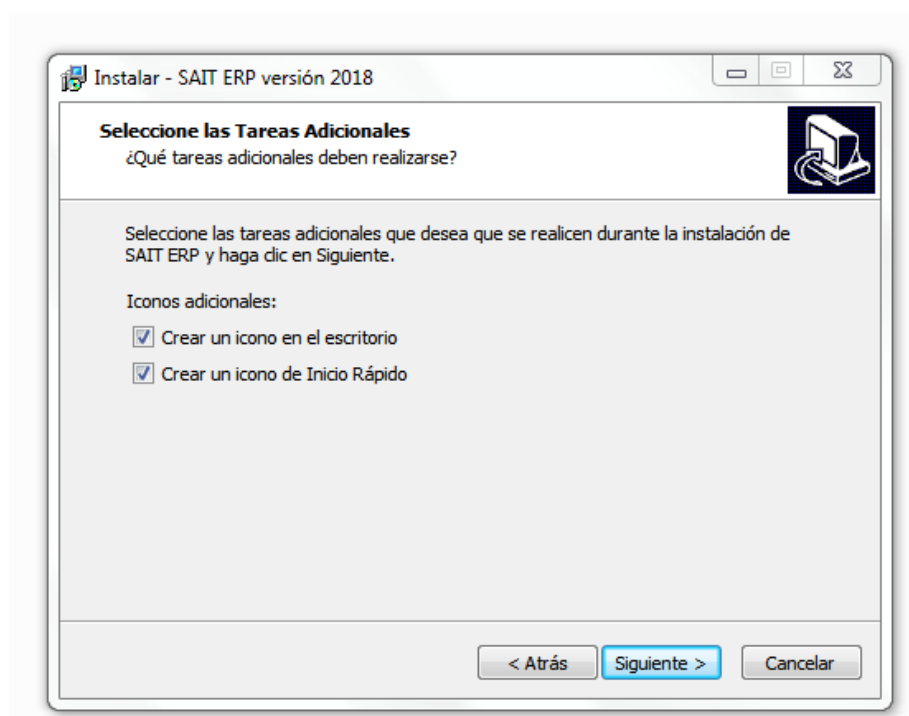 Instalar - SAIT ERP versión 2018
Seleccione las Tareas Adicionales
¿Qué tareas adicionales deben realizarse?
Seleccione las tareas adicionales que desea que se realicen durante la instalación de
SAIT ERP y haga clic en Siguiente.
Iconos adicionales:
Crear un icono en el escritorio
Crear un icono de Inicio Rápido
< Atrás Siguiente > Cancelar